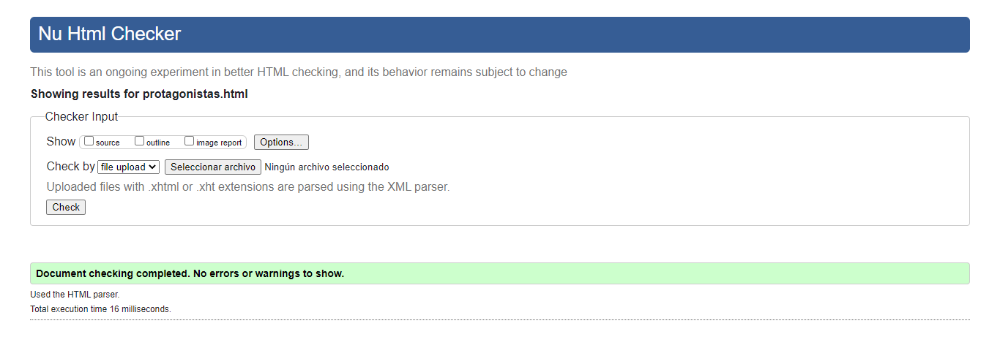 Nu Html Checker
This tool is an ongoing experiment in better HTML checking, and its behavior remains subject to change
Showing results for protagonistas.html
Checker Input
Show source outline image report Options...
Check by file upload Seleccionar archivo Ningún archivo seleccionado
Uploaded files with .xhtml or .xht extensions are parsed using the XML parser.
Check
Document checking completed. No errors or warnings to show.
Used the HTML parser.
Total execution time 16 milliseconds.